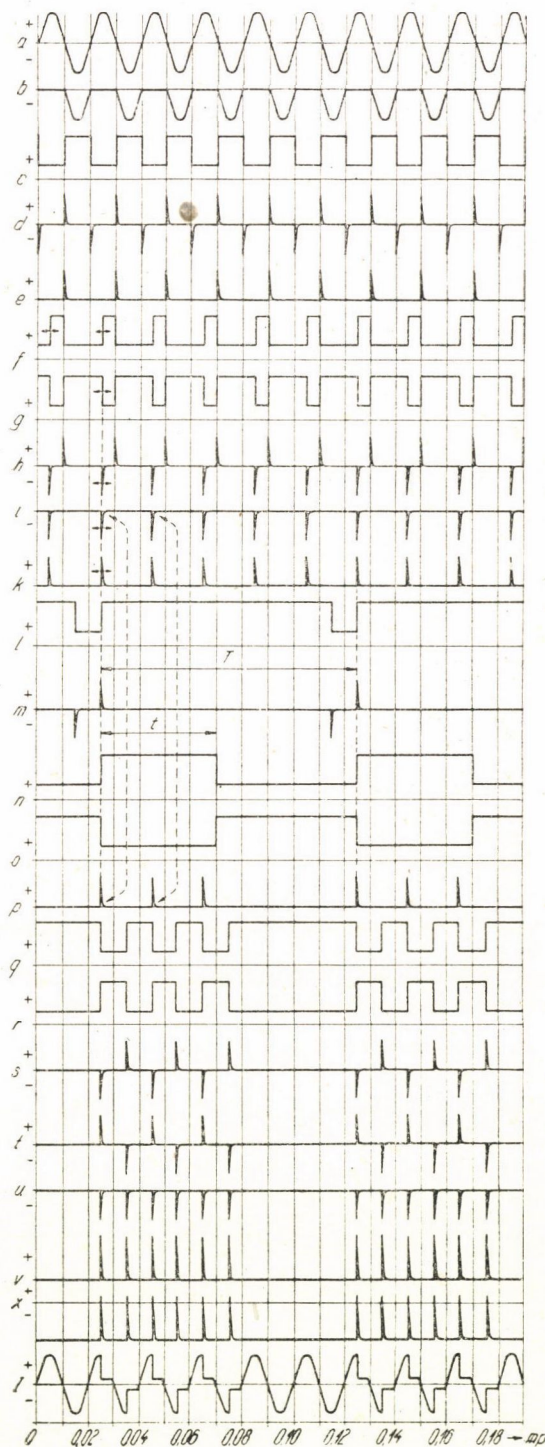 +
a
-
b
-
+
c
+
d
-
+
e
+
f
+
g
+
h
-
i
-
+
k
+
l
T
+
m
-
t
+
n
+
o
+
p
+
q
+
r
+
s
-
+
t
-
u
-
+
v
+
x
-
+
I
-
0 0,02 0,04 0,06 0,08 0,10 0,12 0,14 0,16 0,18